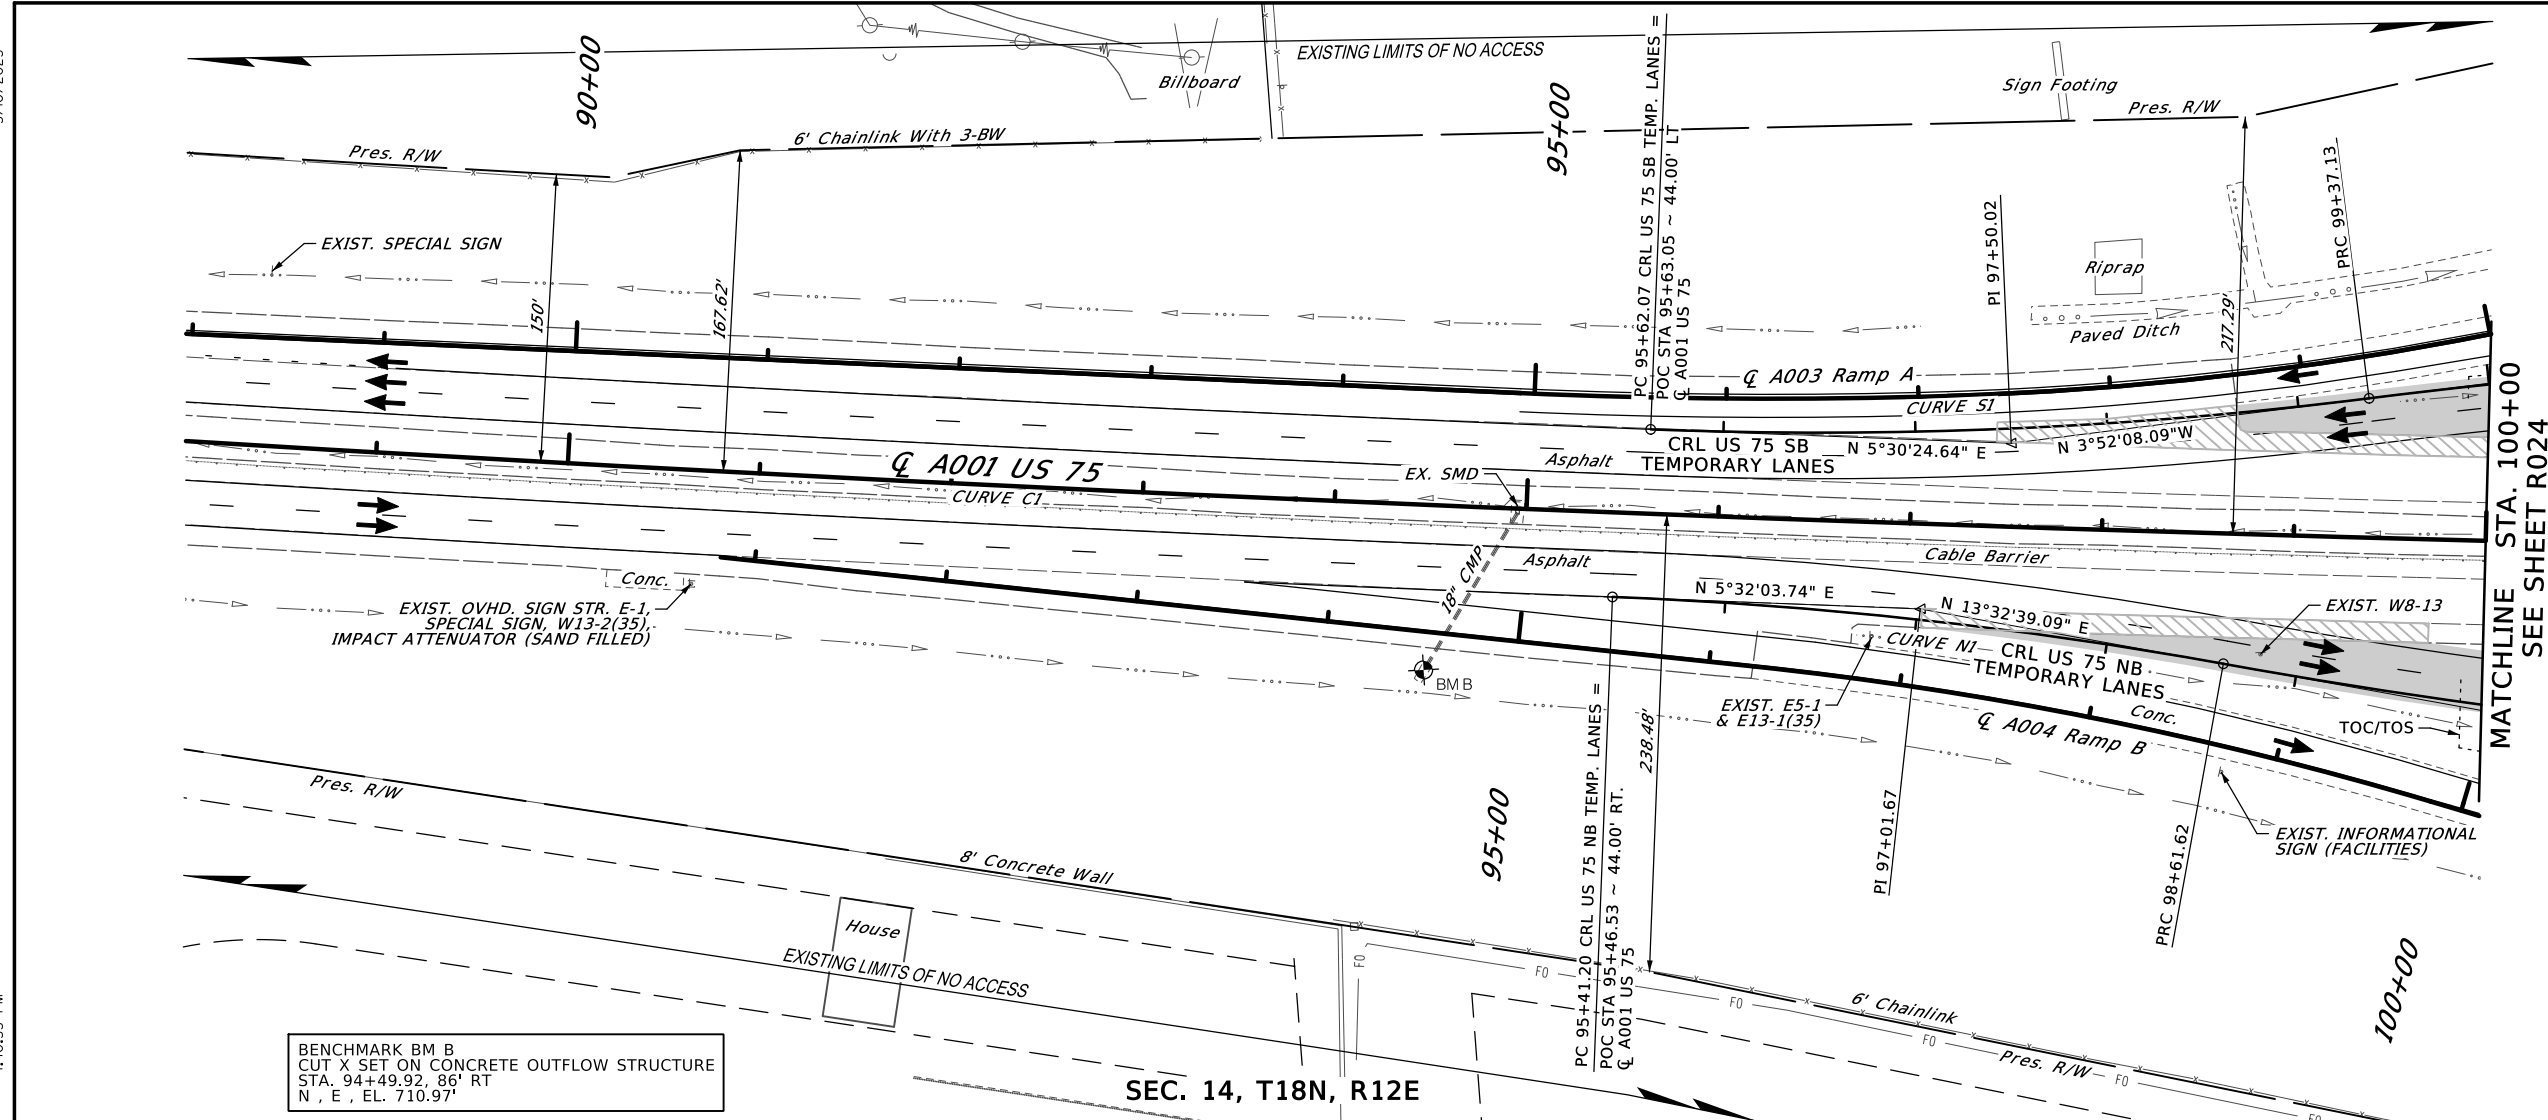 EXISTING LIMITS OF NO ACCESS
90+00
Billboard
95+00
Sign Footing
Pres. R/W
Pres. R/W
6' Chainlink With 3-BW
PC 95+62.07 CRL US 75 SB TEMP. LANES =
POC STA 95+63.05 ~ 44.00' LT
℄ A001 US 75
PI 97+50.02
PRC 99+37.13
EXIST. SPECIAL SIGN
150'
167.62'
217.29'
Riprap
Paved Ditch
℄ A003 Ramp A
CURVE S1
CRL US 75 SB
TEMPORARY LANES
N 5°30'24.64" E
N 3°52'08.09"W
℄ A001 US 75
CURVE C1
EX. SMD
Asphalt
Asphalt
Cable Barrier
MATCHLINE STA. 100+00
SEE SHEET R024
Conc.
EXIST. OVHD. SIGN STR. E-1,
SPECIAL SIGN, W13-2(35),
IMPACT ATTENUATOR (SAND FILLED)
18" CMP
BM B
N 5°32'03.74" E
N 13°32'39.09" E
EXIST. W8-13
CURVE N1
CRL US 75 NB
TEMPORARY LANES
EXIST. E5-1
& E13-1(35)
℄ A004 Ramp B
Conc.
TOC/TOS
238.48'
PC 95+41.20 CRL US 75 NB TEMP. LANES =
POC STA 95+46.53 ~ 44.00' RT.
℄ A001 US 75
95+00
PI 97+01.67
PRC 98+61.62
EXIST. INFORMATIONAL
SIGN (FACILITIES)
Pres. R/W
8' Concrete Wall
House
EXISTING LIMITS OF NO ACCESS
FO
FO
FO
FO
FO
FO
6' Chainlink
Pres. R/W
100+00
BENCHMARK BM B
CUT X SET ON CONCRETE OUTFLOW STRUCTURE
STA. 94+49.92, 86' RT
N , E , EL. 710.97'
SEC. 14, T18N, R12E